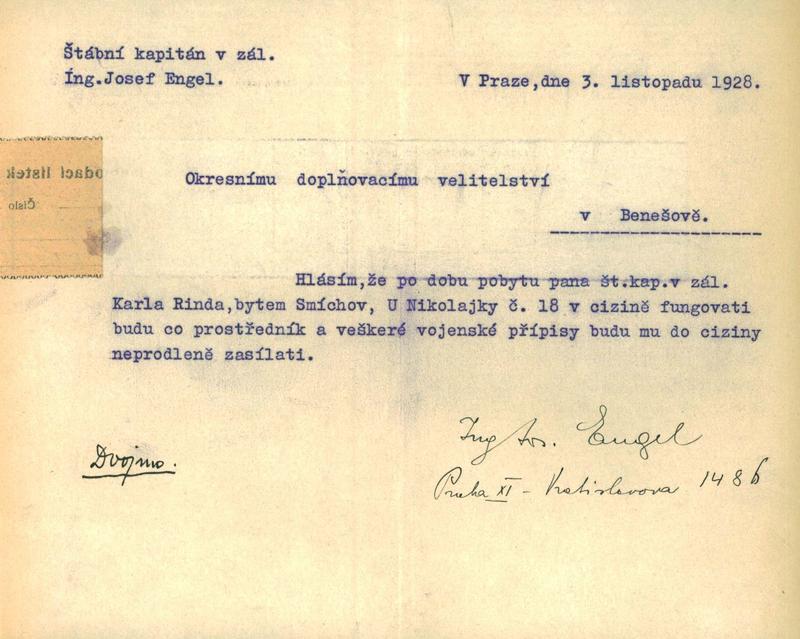 Štábní kapitán v zál.
Íng.Josef Engel.
V Praze,dne 3. listopadu 1928.
odací lístek
Číslo
Okresnímu doplňovacímu velitelství
v Benešově.
Hlásím,že po dobu pobytu pana št.kap.v zál.
Karla Rinda,bytem Smíchov, U Nikolajky č. 18 v cizině fungovati
budu co prostředník a veškeré vojenské přípisy budu mu do ciziny
neprodleně zasílati.
Ing Jos. Engel
Dvojmo.
Praha XI - Vratislavova 1486